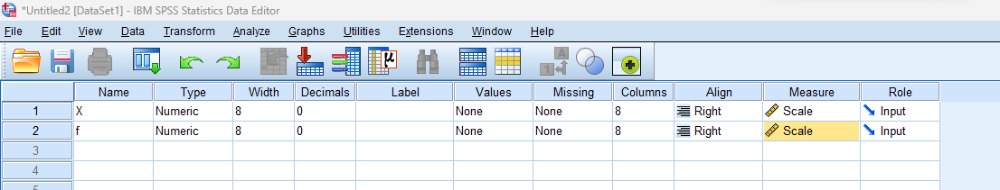 *Untitled2 [DataSet1] - IBM SPSS Statistics Data Editor
File Edit View Data Transform Analyze Graphs Utilities Extensions Window Help
Name Type Width Decimals Label Values Missing Columns Align Measure Role
1 X Numeric 8 0 None None 8 Right Scale Input
2 f Numeric 8 0 None None 8 Right Scale Input
3
4
5